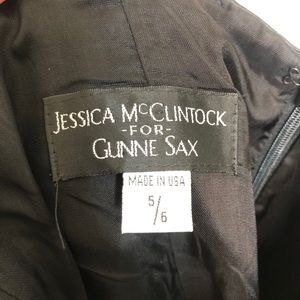 JESSICA MCCLINTOCK
-FOR-
GUNNE SAX
MADE IN USA
5/6